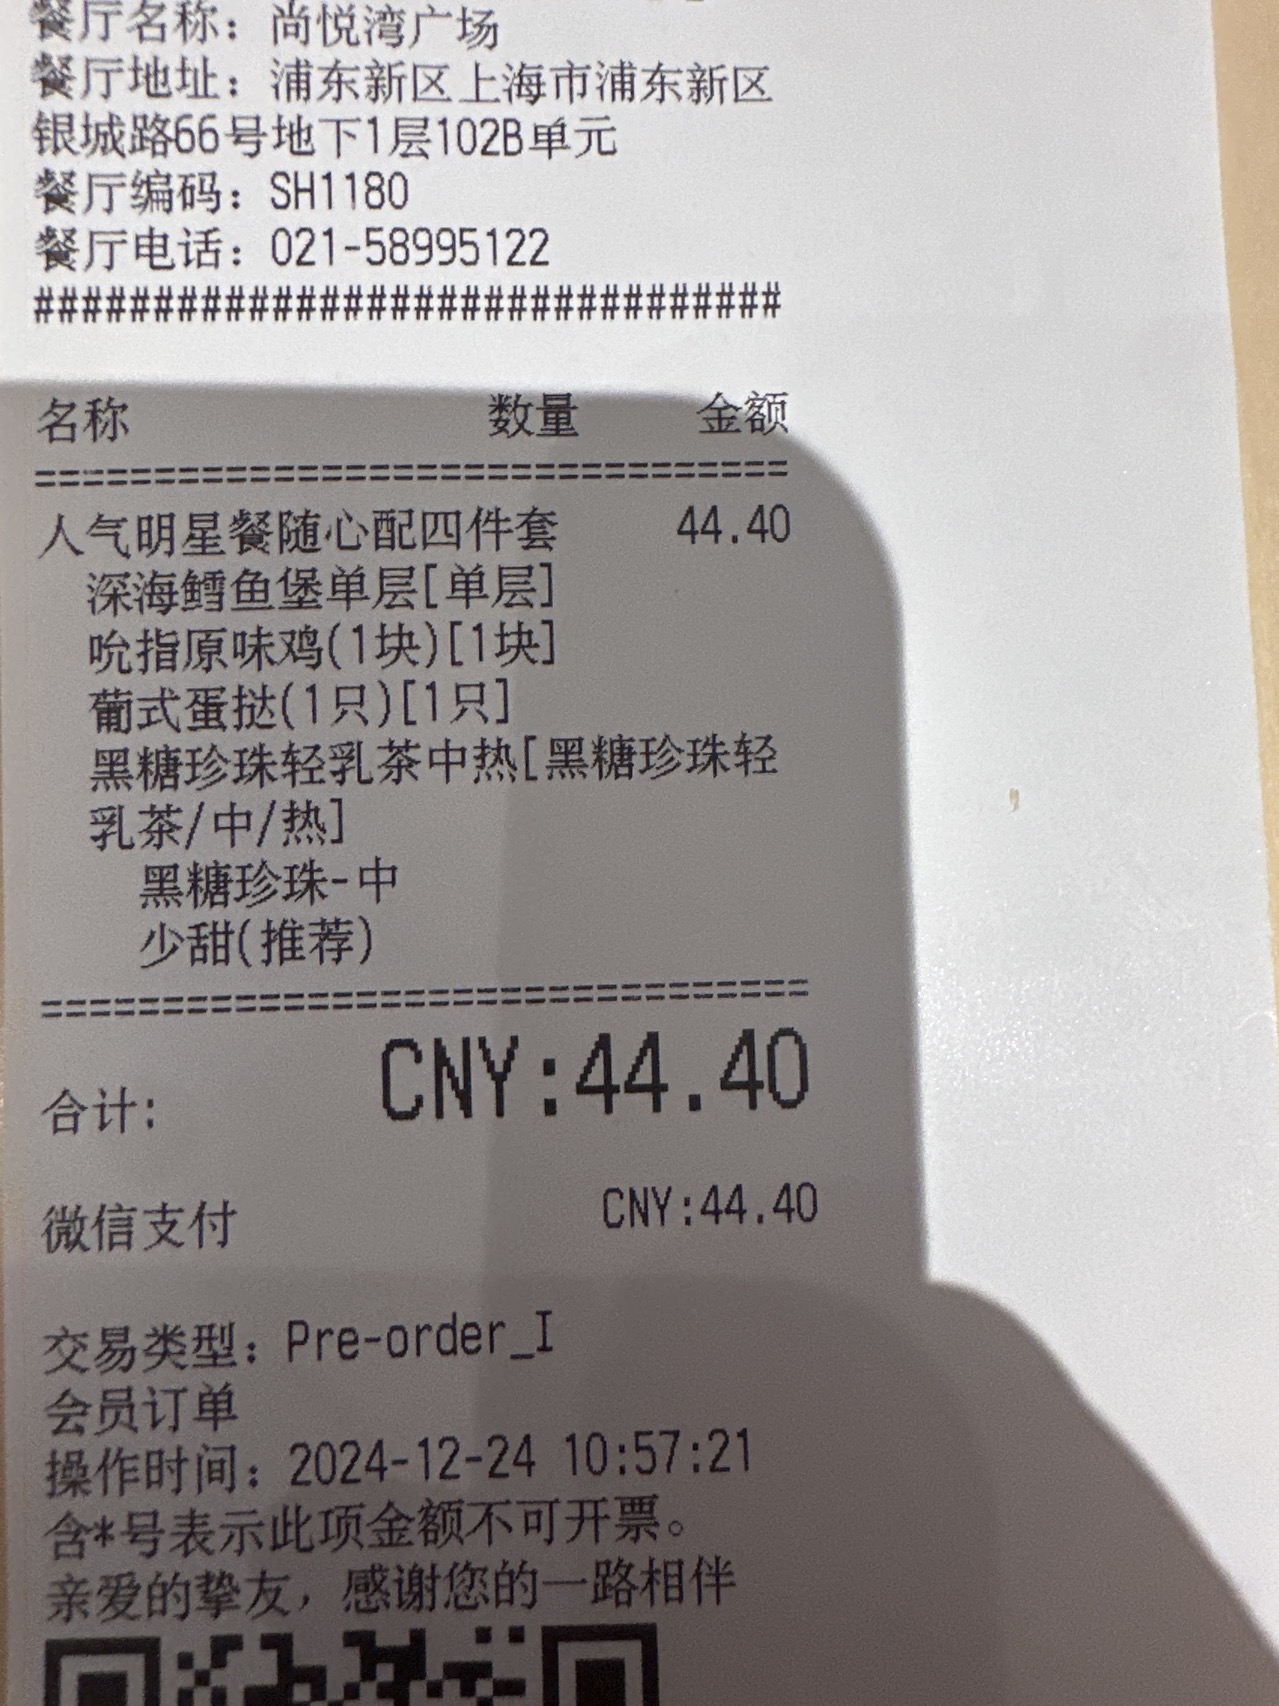 餐厅名称：尚悦湾广场
餐厅地址：浦东新区上海市浦东新区
银城路66号地下1层102B单元
餐厅编码：SH1180
餐厅电话：021-58995122
################################
名称 数量 金额
================================
人气明星餐随心配四件套 44.40
深海鳕鱼堡单层[单层]
吮指原味鸡(1块)[1块]
葡式蛋挞(1只)[1只]
黑糖珍珠轻乳茶中热[黑糖珍珠轻
乳茶/中/热]
黑糖珍珠-中
少甜(推荐)
================================
合计: CNY:44.40
微信支付 CNY:44.40
交易类型：Pre-order_I
会员订单
操作时间：2024-12-24 10:57:21
含*号表示此项金额不可开票。
亲爱的挚友，感谢您的一路相伴